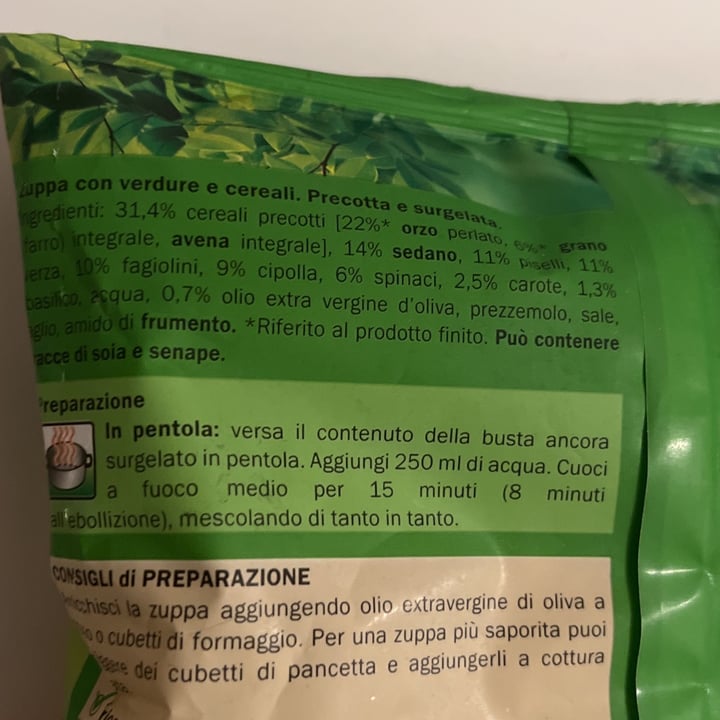 Zuppa con verdure e cereali. Precotta e surgelata.
Ingredienti: 31,4% cereali precotti [22%* orzo perlato, 6%* grano
farro) integrale, avena integrale], 14% sedano, 11% piselli, 11%
verza, 10% fagiolini, 9% cipolla, 6% spinaci, 2,5% carote, 1,3%
basilico, acqua, 0,7% olio extra vergine d'oliva, prezzemolo, sale,
aglio, amido di frumento. *Riferito al prodotto finito. Può contenere
tracce di soia e senape.
Preparazione
In pentola: versa il contenuto della busta ancora
surgelato in pentola. Aggiungi 250 ml di acqua. Cuoci
a fuoco medio per 15 minuti (8 minuti
all'ebollizione), mescolando di tanto in tanto.
CONSIGLI di PREPARAZIONE
Arricchisci la zuppa aggiungendo olio extravergine di oliva a
o cubetti di formaggio. Per una zuppa più saporita puoi
dei cubetti di pancetta e aggiungerli a cottura